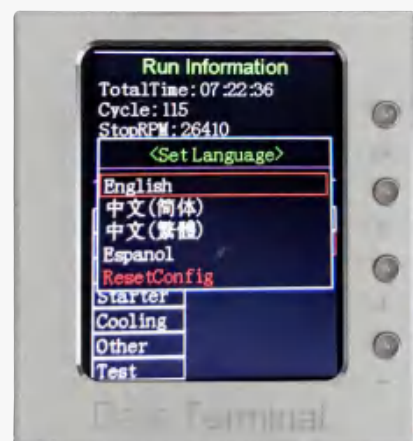 Run Information
TotalTime:07:22:36
Cycle:115
StopRPM:26410
<Set Language>
English
中文(简体)
中文(繁體)
Espanol
ResetConfig
Starter
Cooling
Other
Test
Data Terminal